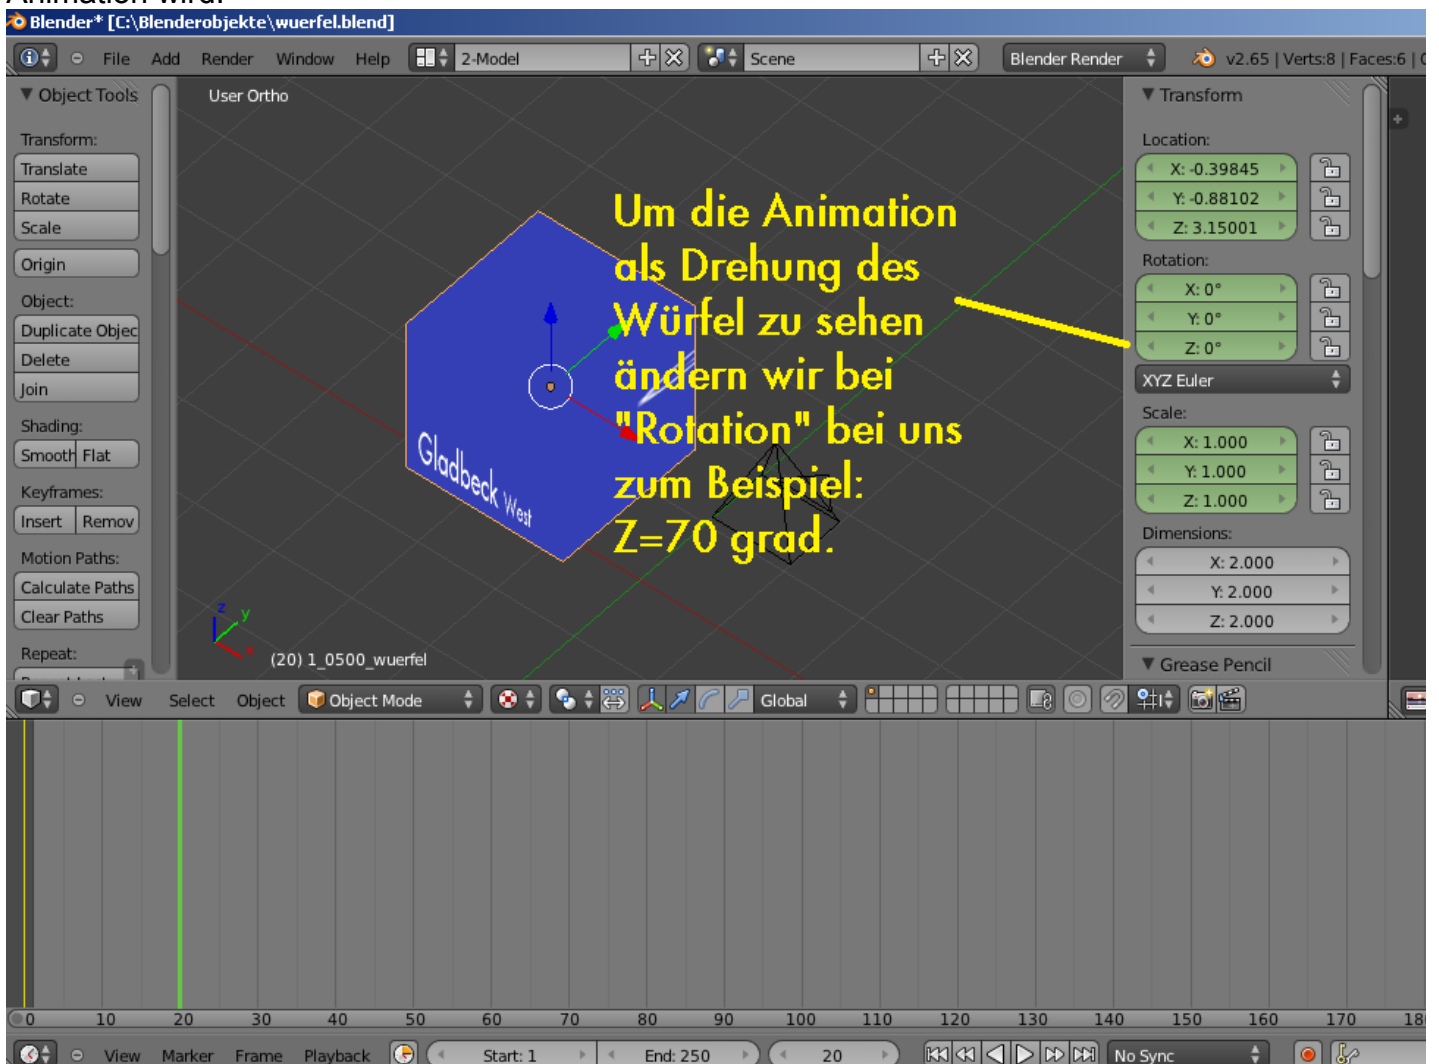 Animation wird.
Blender* [C:\Blenderobjekte\wuerfel.blend]
File Add Render Window Help 2-Model Scene Blender Render v2.65 | Verts:8 | Faces:6 |
Object Tools
Transform:
Translate
Rotate
Scale
Origin
Object:
Duplicate Objec
Delete
Join
Shading:
Smooth Flat
Keyframes:
Insert Remov
Motion Paths:
Calculate Paths
Clear Paths
Repeat:
User Ortho
Um die Animation
als Drehung des
Würfel zu sehen
ändern wir bei
"Rotation" bei uns
zum Beispiel:
Z=70 grad.
Gladbeck West
z y
x
(20) 1_0500_wuerfel
Transform
Location:
X: -0.39845
Y: -0.88102
Z: 3.15001
Rotation:
X: 0°
Y: 0°
Z: 0°
XYZ Euler
Scale:
X: 1.000
Y: 1.000
Z: 1.000
Dimensions:
X: 2.000
Y: 2.000
Z: 2.000
Grease Pencil
View Select Object Object Mode Global
0 10 20 30 40 50 60 70 80 90 100 110 120 130 140 150 160 170 18
View Marker Frame Playback Start: 1 End: 250 20 No Sync